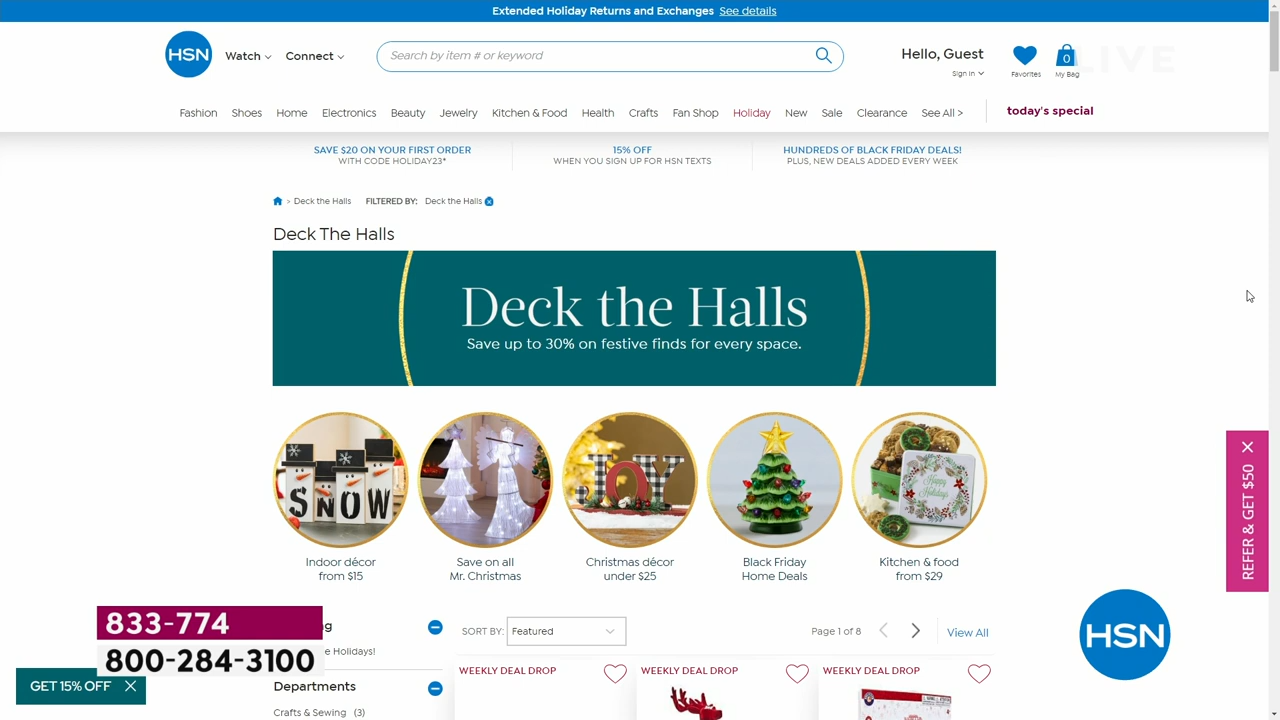 Extended Holiday Returns and Exchanges See details
HSN
Watch
Connect
Search by item # or keyword
Hello, Guest
Sign in
Favorites
0
My Bag
LIVE
Fashion Shoes Home Electronics Beauty Jewelry Kitchen & Food Health Crafts Fan Shop Holiday New Sale Clearance See All >
today's special
SAVE $20 ON YOUR FIRST ORDER
WITH CODE HOLIDAY23*
15% OFF
WHEN YOU SIGN UP FOR HSN TEXTS
HUNDREDS OF BLACK FRIDAY DEALS!
PLUS, NEW DEALS ADDED EVERY WEEK
> Deck the Halls FILTERED BY: Deck the Halls
Deck The Halls
Deck the Halls
Save up to 30% on festive finds for every space.
SNOW
JOY
Happy
Holidays
Indoor décor
from $15
Save on all
Mr. Christmas
Christmas décor
under $25
Black Friday
Home Deals
Kitchen & food
from $29
REFER & GET $50
833-774
800-284-3100
GET 15% OFF
Holidays!
Departments
Crafts & Sewing (3)
SORT BY: Featured
Page 1 of 8
View All
WEEKLY DEAL DROP
WEEKLY DEAL DROP
WEEKLY DEAL DROP
HSN